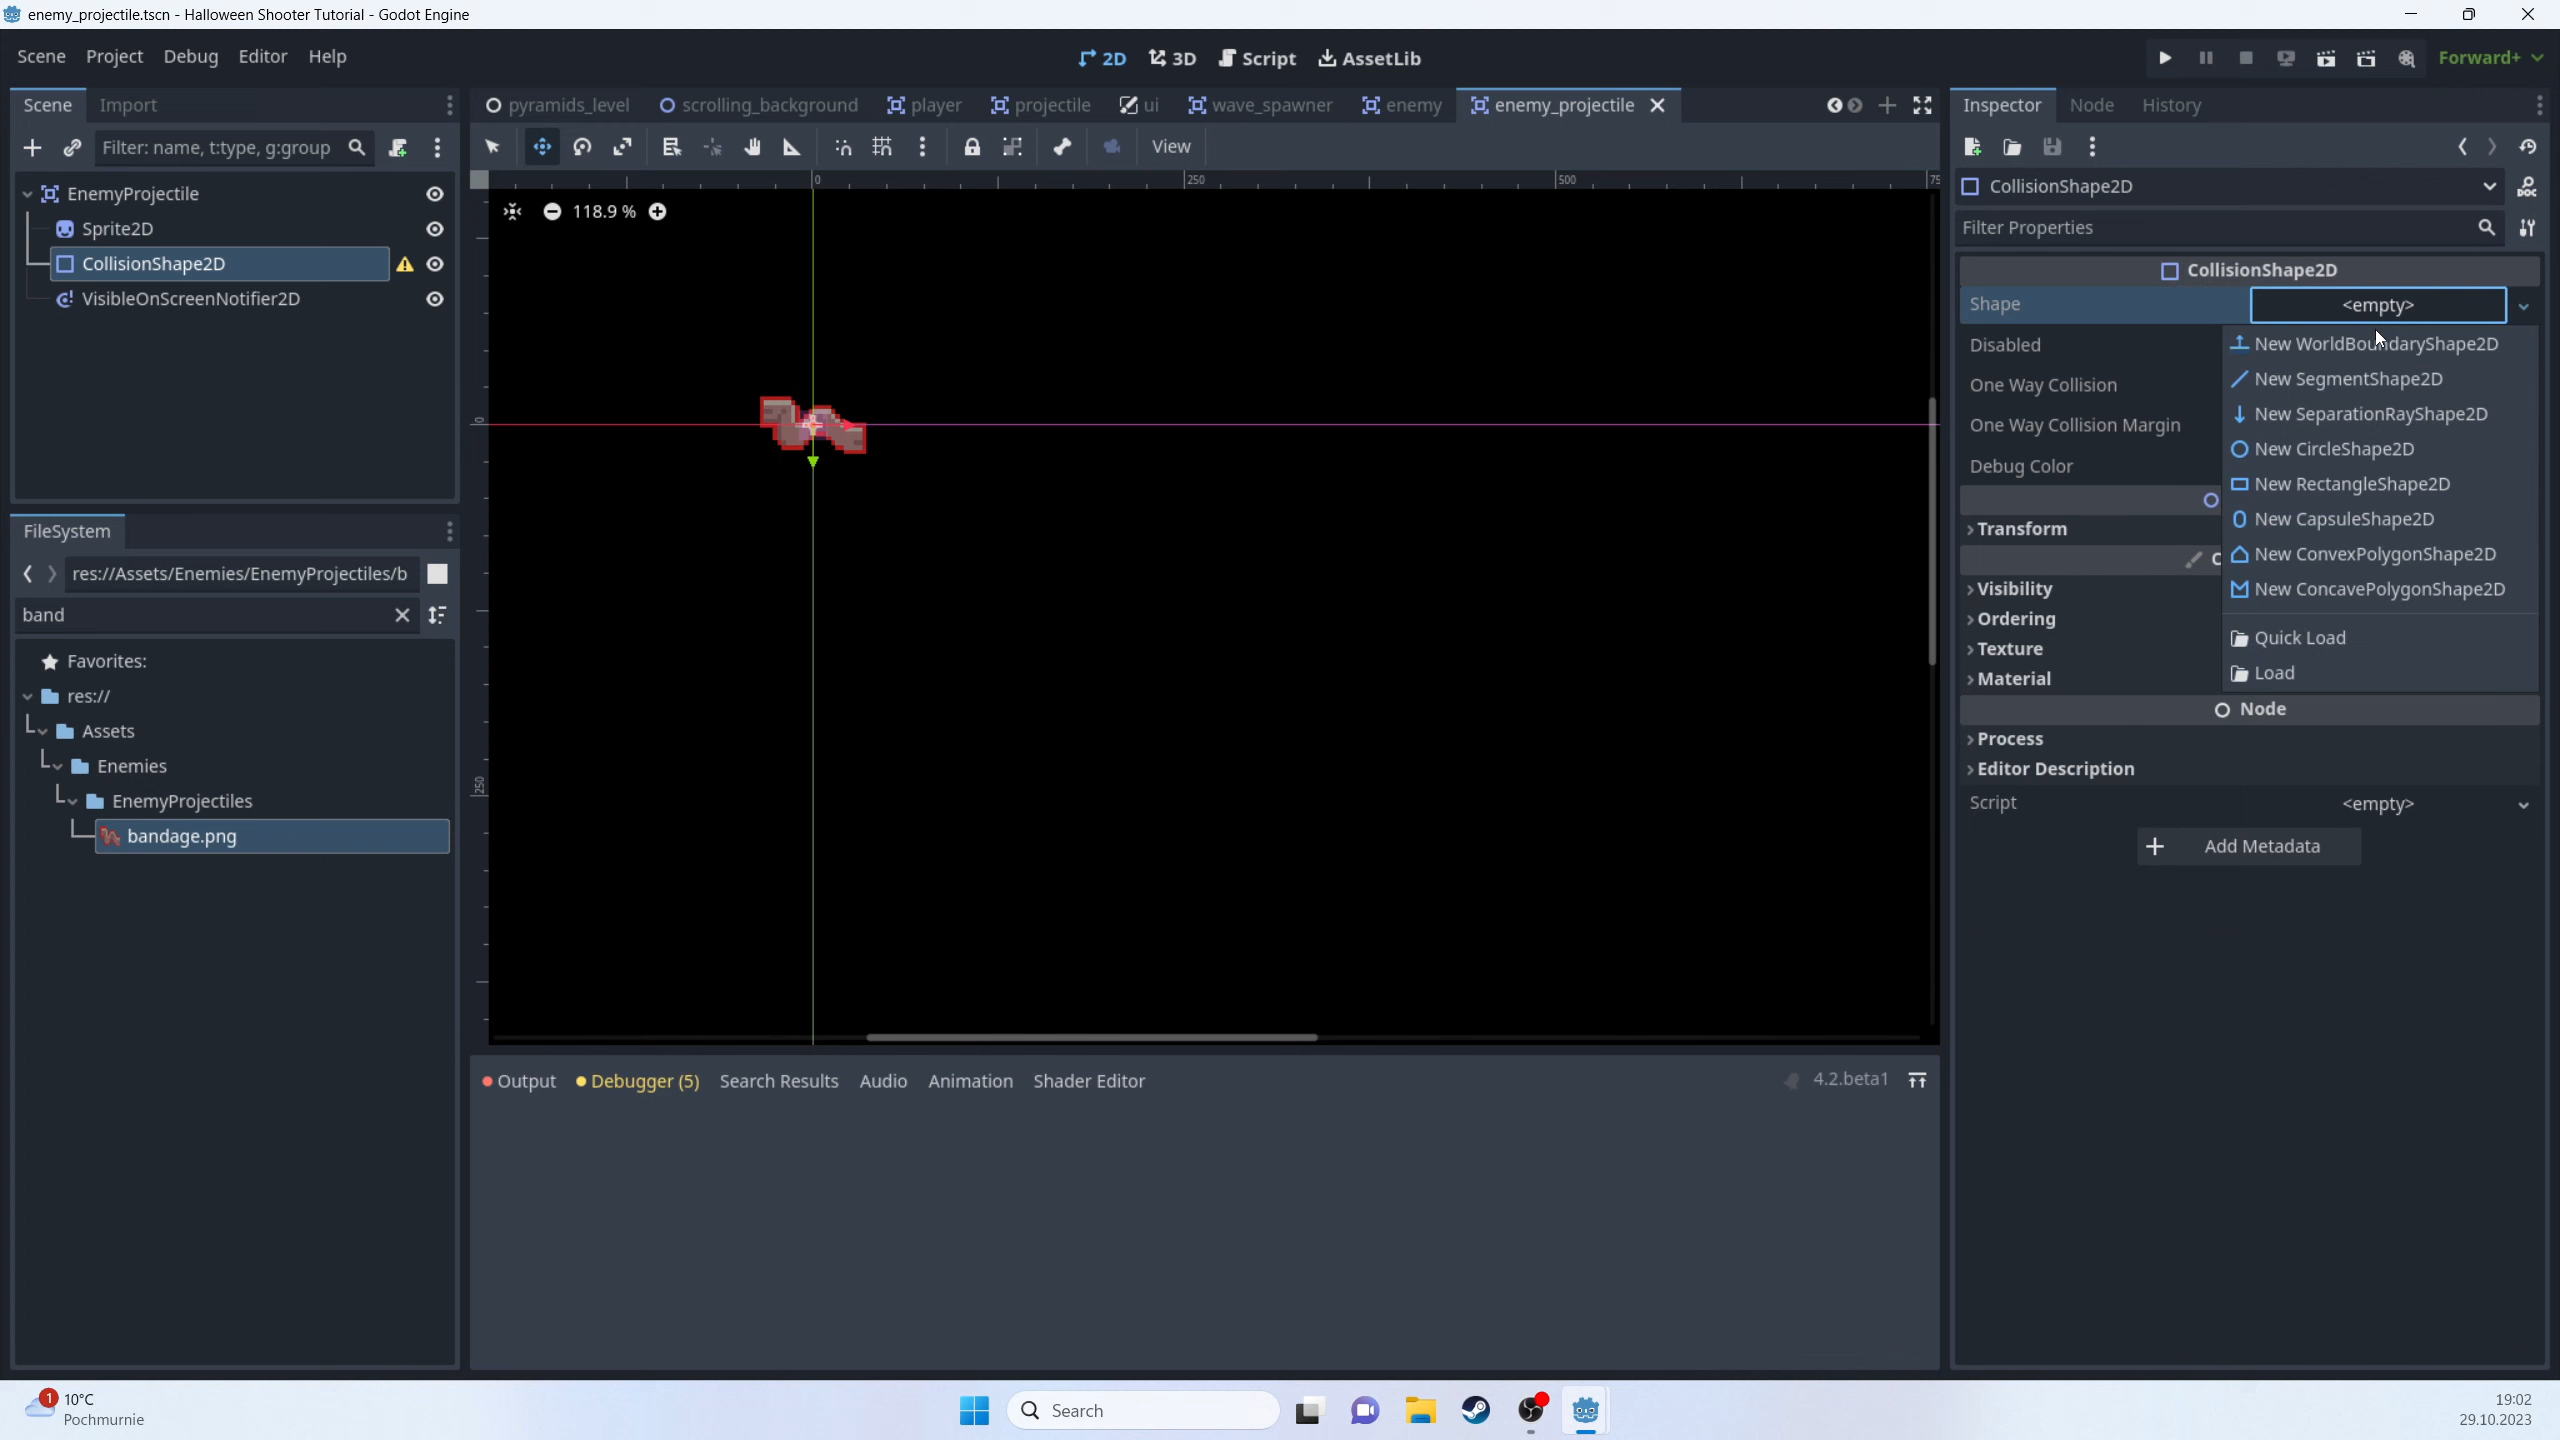 enemy_projectile.tscn - Halloween Shooter Tutorial - Godot Engine
Scene Project Debug Editor Help
2D 3D Script AssetLib
Forward+
Scene Import
Filter: name, t:type, g:group
EnemyProjectile
Sprite2D
CollisionShape2D
VisibleOnScreenNotifier2D
FileSystem
res://Assets/Enemies/EnemyProjectiles/b
band
Favorites:
res://
Assets
Enemies
EnemyProjectiles
bandage.png
pyramids_level scrolling_background player projectile ui wave_spawner enemy enemy_projectile
View
0 250 500 75
118.9 %
0
250
Output Debugger (5) Search Results Audio Animation Shader Editor
4.2.beta1
Inspector Node History
CollisionShape2D
Filter Properties
CollisionShape2D
Shape <empty>
Disabled
One Way Collision
One Way Collision Margin
Debug Color
Transform
C
Visibility
Ordering
Texture
Material
New WorldBoundaryShape2D
New SegmentShape2D
New SeparationRayShape2D
New CircleShape2D
New RectangleShape2D
New CapsuleShape2D
New ConvexPolygonShape2D
New ConcavePolygonShape2D
Quick Load
Load
Node
Process
Editor Description
Script <empty>
Add Metadata
1
10°C
Pochmurnie
Search
19:02
29.10.2023